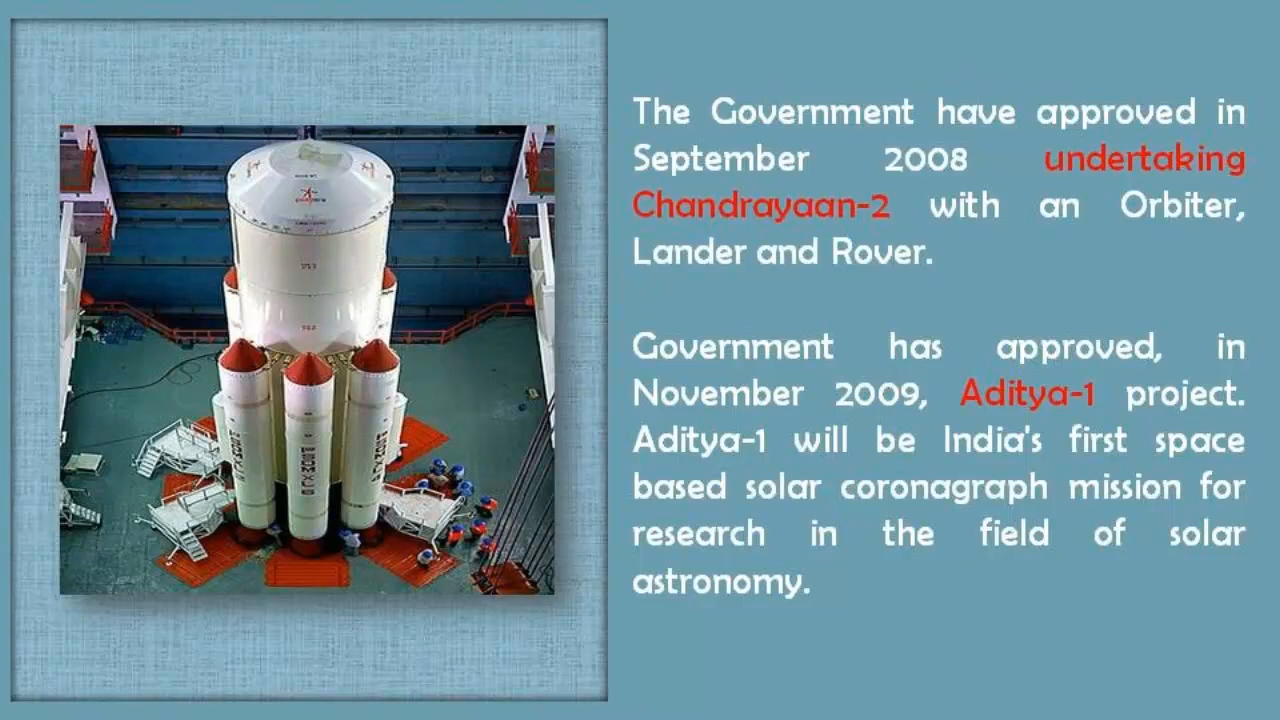 The Government have approved in
September 2008 undertaking
Chandrayaan-2 with an Orbiter,
Lander and Rover.
Government has approved, in
November 2009, Aditya-1 project.
Aditya-1 will be India's first space
based solar coronagraph mission for
research in the field of solar
astronomy.